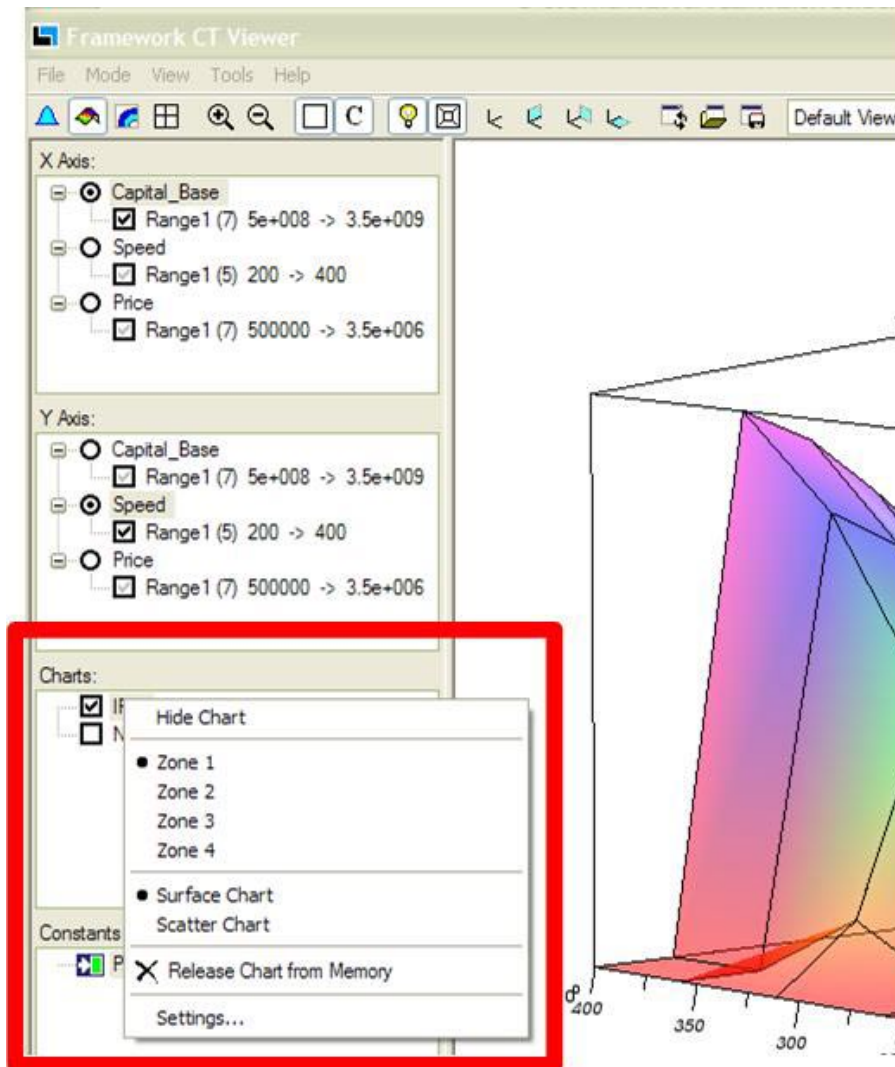 Framework CT Viewer
File Mode View Tools Help
C Default View
X Axis:
Capital_Base
Range1 (7) 5e+008 -> 3.5e+009
Speed
Range1 (5) 200 -> 400
Price
Range1 (7) 500000 -> 3.5e+006
Y Axis:
Capital_Base
Range1 (7) 5e+008 -> 3.5e+009
Speed
Range1 (5) 200 -> 400
Price
Range1 (7) 500000 -> 3.5e+006
Charts:
Hide Chart
Zone 1
Zone 2
Zone 3
Zone 4
Surface Chart
Scatter Chart
Constants
P
Release Chart from Memory
Settings...
400
350
300